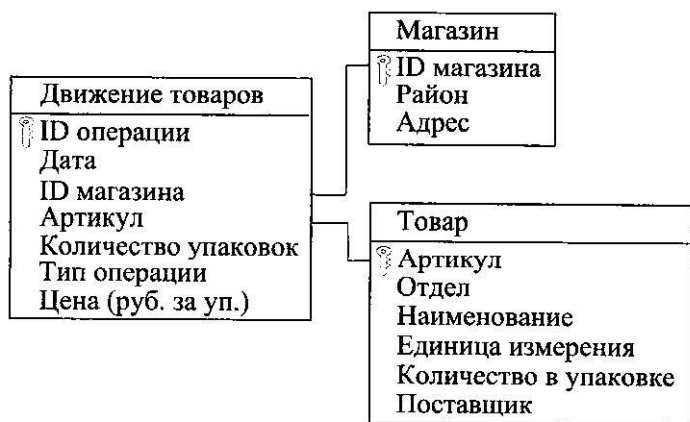 Магазин
ID магазина
Район
Адрес
Движение товаров
ID операции
Дата
ID магазина
Артикул
Количество упаковок
Тип операции
Цена (руб. за уп.)
Товар
Артикул
Отдел
Наименование
Единица измерения
Количество в упаковке
Поставщик